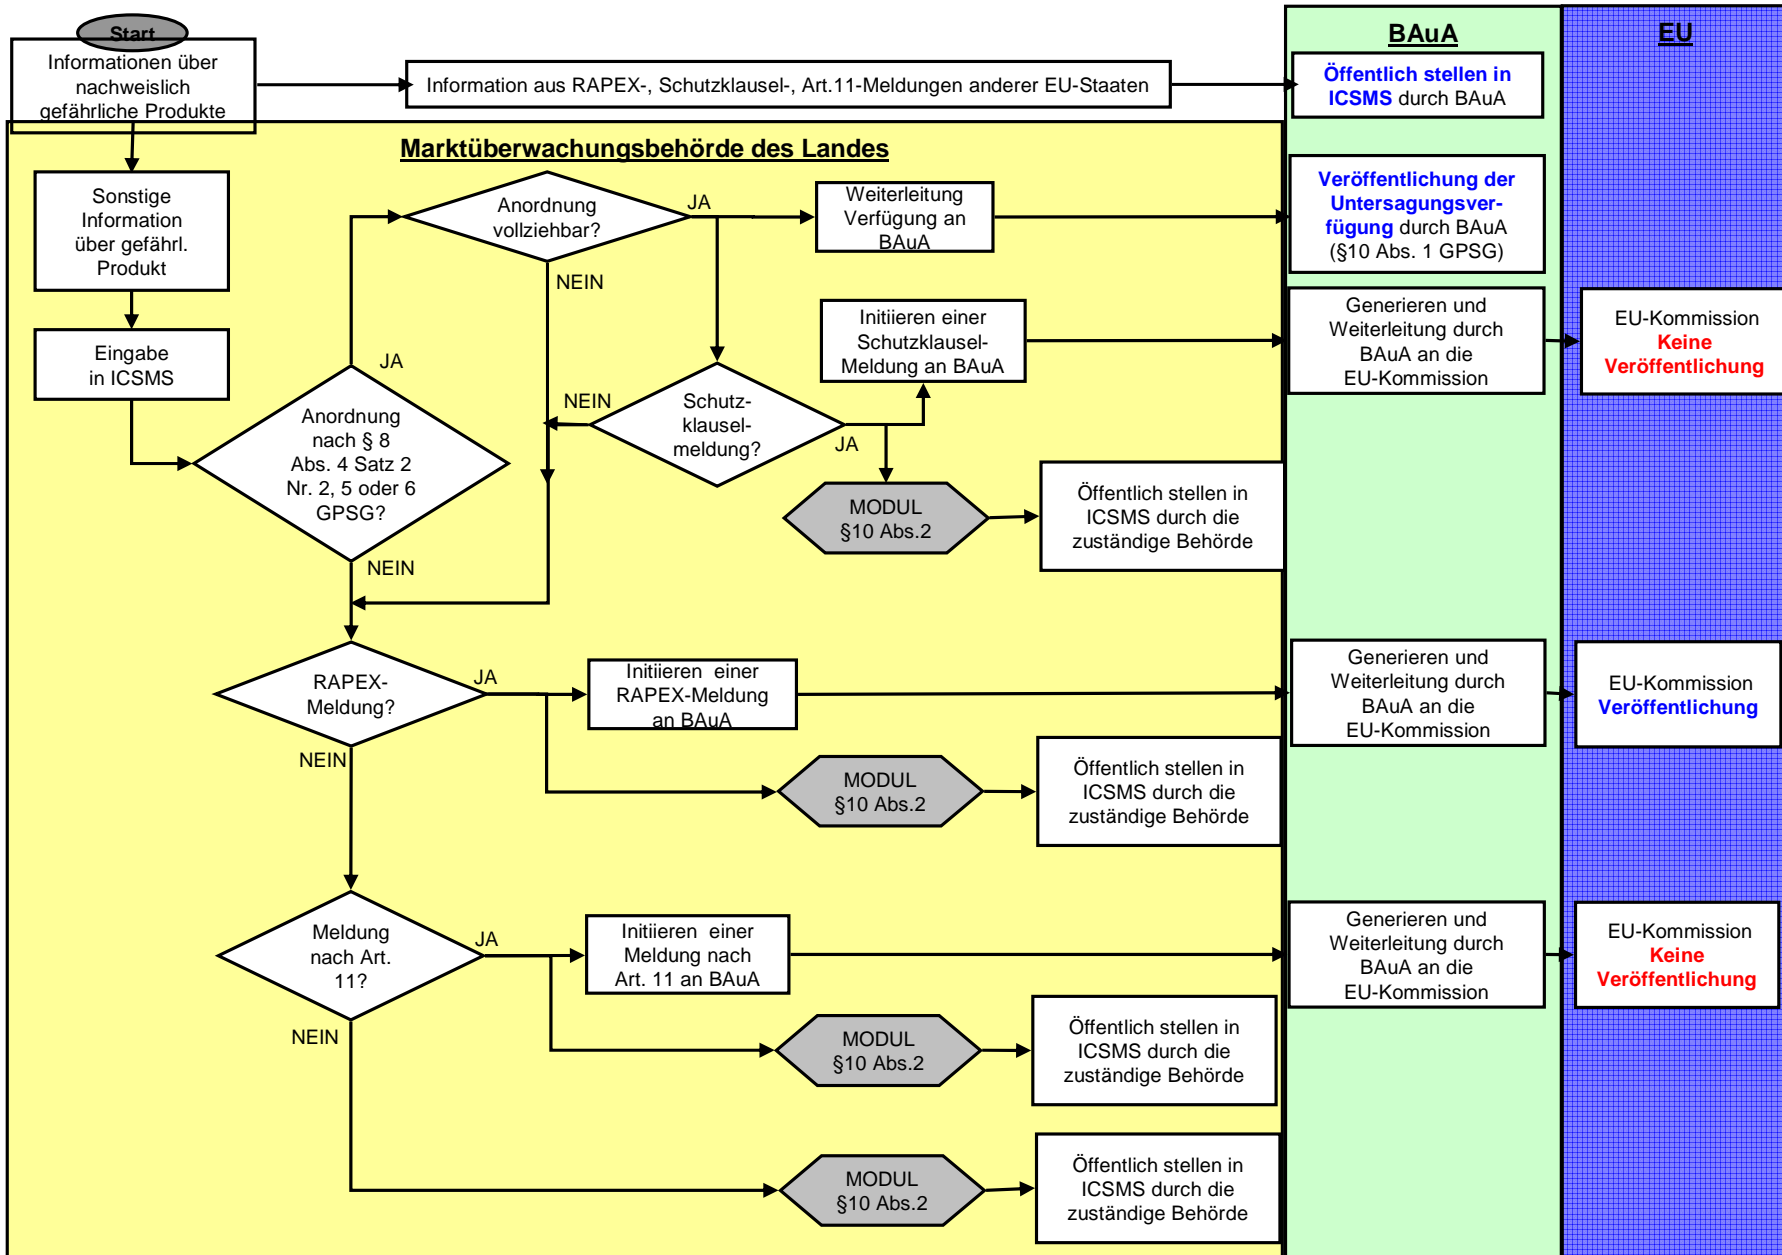 Start
Informationen über
nachweislich
gefährliche Produkte
Information aus RAPEX-, Schutzklausel-, Art.11-Meldungen anderer EU-Staaten
BAuA
Öffentlich stellen in
ICSMS durch BAuA
EU
Marktüberwachungsbehörde des Landes
Sonstige
Information
über gefährl.
Produkt
Eingabe
in ICSMS
Anordnung
nach § 8
Abs. 4 Satz 2
Nr. 2, 5 oder 6
GPSG?
JA
NEIN
Anordnung
vollziehbar?
JA
NEIN
Weiterleitung
Verfügung an
BAuA
Veröffentlichung der
Untersagungsver-
fügung durch BAuA
(§10 Abs. 1 GPSG)
Schutz-
klausel-
meldung?
NEIN
JA
Initiieren einer
Schutzklausel-
Meldung an BAuA
Generieren und
Weiterleitung durch
BAuA an die
EU-Kommission
EU-Kommission
Keine
Veröffentlichung
MODUL
§10 Abs.2
Öffentlich stellen in
ICSMS durch die
zuständige Behörde
RAPEX-
Meldung?
JA
NEIN
Initiieren einer
RAPEX-Meldung
an BAuA
Generieren und
Weiterleitung durch
BAuA an die
EU-Kommission
EU-Kommission
Veröffentlichung
MODUL
§10 Abs.2
Öffentlich stellen in
ICSMS durch die
zuständige Behörde
Meldung
nach Art.
11?
JA
NEIN
Initiieren einer
Meldung nach
Art. 11 an BAuA
Generieren und
Weiterleitung durch
BAuA an die
EU-Kommission
EU-Kommission
Keine
Veröffentlichung
MODUL
§10 Abs.2
Öffentlich stellen in
ICSMS durch die
zuständige Behörde
MODUL
§10 Abs.2
Öffentlich stellen in
ICSMS durch die
zuständige Behörde